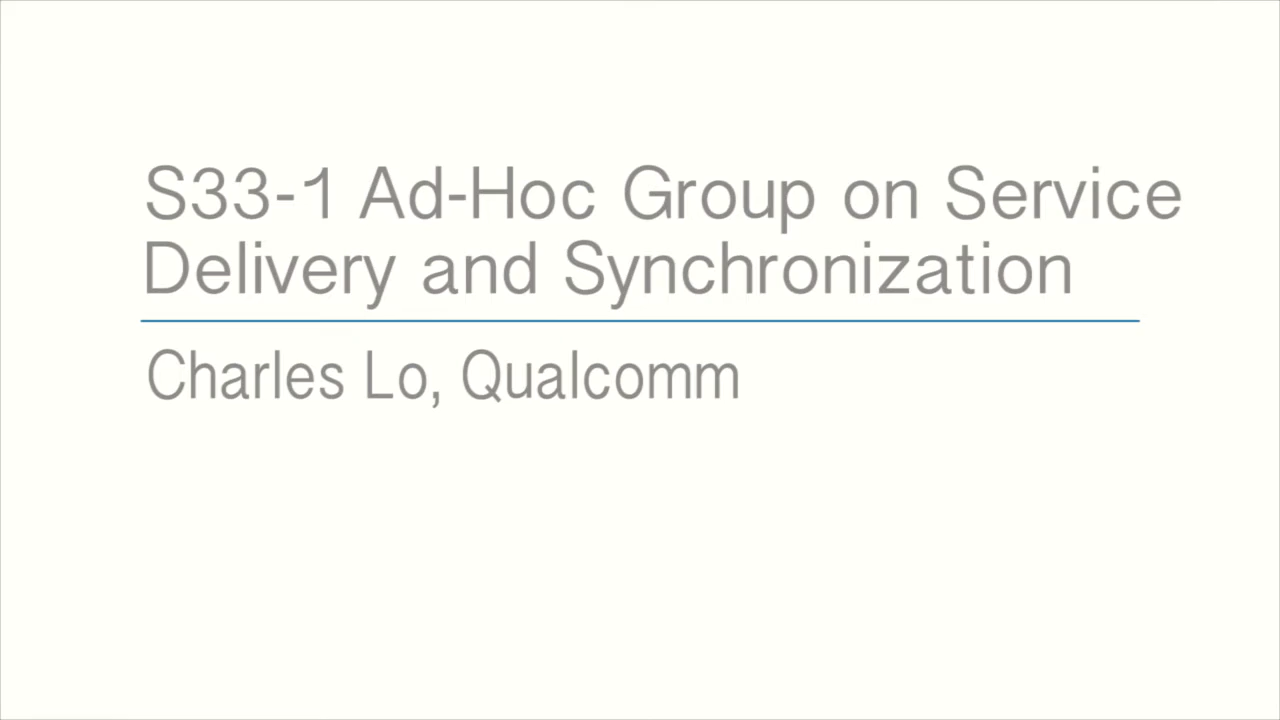 S33-1 Ad-Hoc Group on Service
Delivery and Synchronization
Charles Lo, Qualcomm